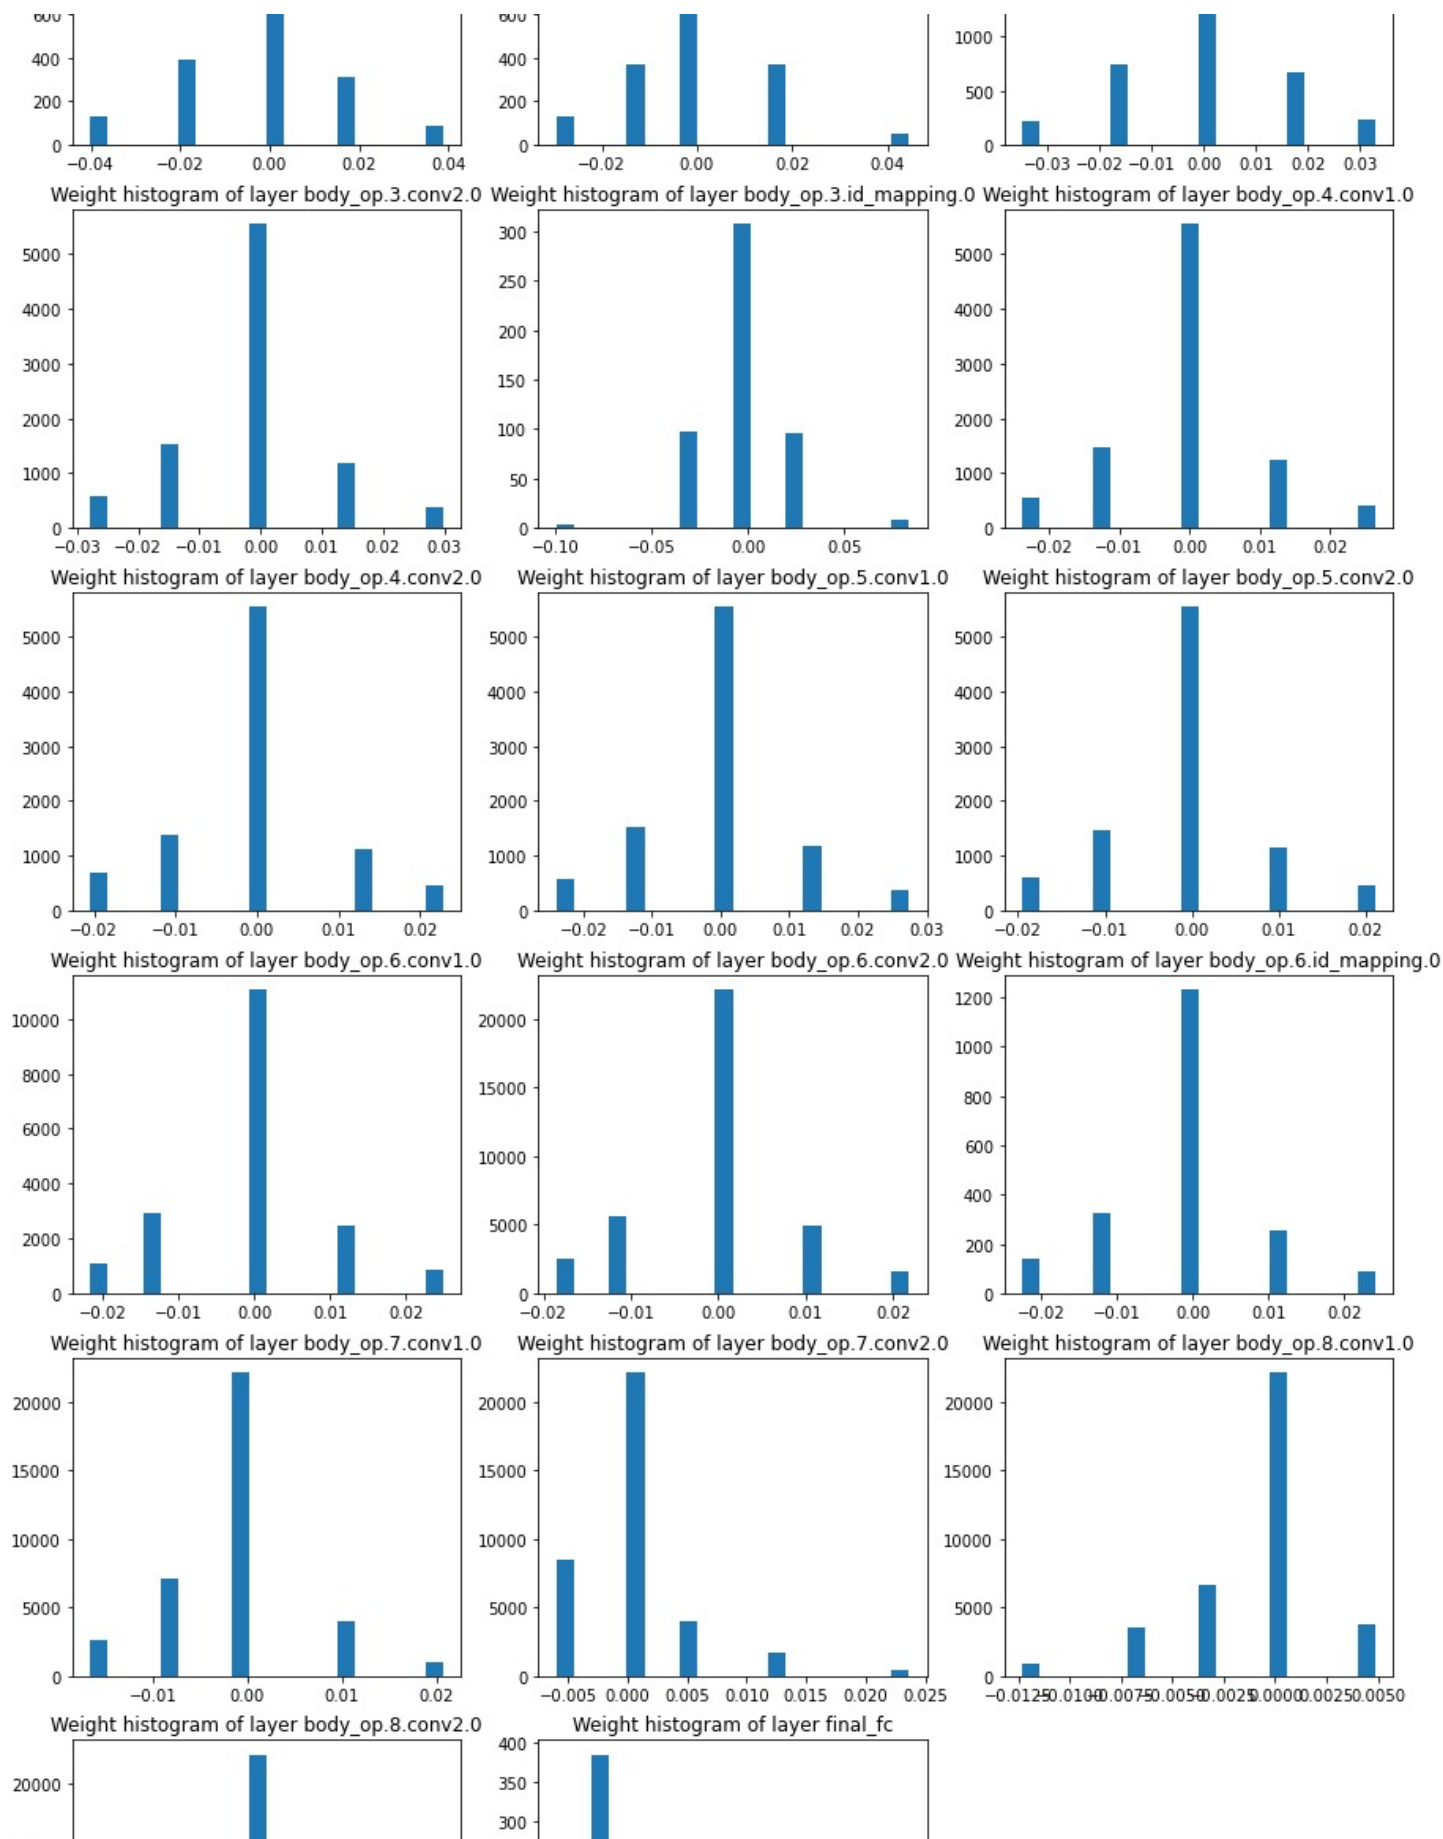 600
400
200
0
−0.04 −0.02 0.00 0.02 0.04
600
400
200
0
−0.02 0.00 0.02 0.04
1000
500
0
−0.03 −0.02 −0.01 0.00 0.01 0.02 0.03
Weight histogram of layer body_op.3.conv2.0
5000
4000
3000
2000
1000
0
−0.03 −0.02 −0.01 0.00 0.01 0.02 0.03
Weight histogram of layer body_op.3.id_mapping.0
300
250
200
150
100
50
0
−0.10 −0.05 0.00 0.05
Weight histogram of layer body_op.4.conv1.0
5000
4000
3000
2000
1000
0
−0.02 −0.01 0.00 0.01 0.02
Weight histogram of layer body_op.4.conv2.0
5000
4000
3000
2000
1000
0
−0.02 −0.01 0.00 0.01 0.02
Weight histogram of layer body_op.5.conv1.0
5000
4000
3000
2000
1000
0
−0.02 −0.01 0.00 0.01 0.02 0.03
Weight histogram of layer body_op.5.conv2.0
5000
4000
3000
2000
1000
0
−0.02 −0.01 0.00 0.01 0.02
Weight histogram of layer body_op.6.conv1.0
10000
8000
6000
4000
2000
0
−0.02 −0.01 0.00 0.01 0.02
Weight histogram of layer body_op.6.conv2.0
20000
15000
10000
5000
0
−0.02 −0.01 0.00 0.01 0.02
Weight histogram of layer body_op.6.id_mapping.0
1200
1000
800
600
400
200
0
−0.02 −0.01 0.00 0.01 0.02
Weight histogram of layer body_op.7.conv1.0
20000
15000
10000
5000
0
−0.01 0.00 0.01 0.02
Weight histogram of layer body_op.7.conv2.0
20000
15000
10000
5000
0
−0.005 0.000 0.005 0.010 0.015 0.020 0.025
Weight histogram of layer body_op.8.conv1.0
20000
15000
10000
5000
0
−0.0125 −0.0100 −0.0075 −0.0050 −0.0025 0.0000 0.0025 0.0050
Weight histogram of layer body_op.8.conv2.0
20000
Weight histogram of layer final_fc
400
350
300